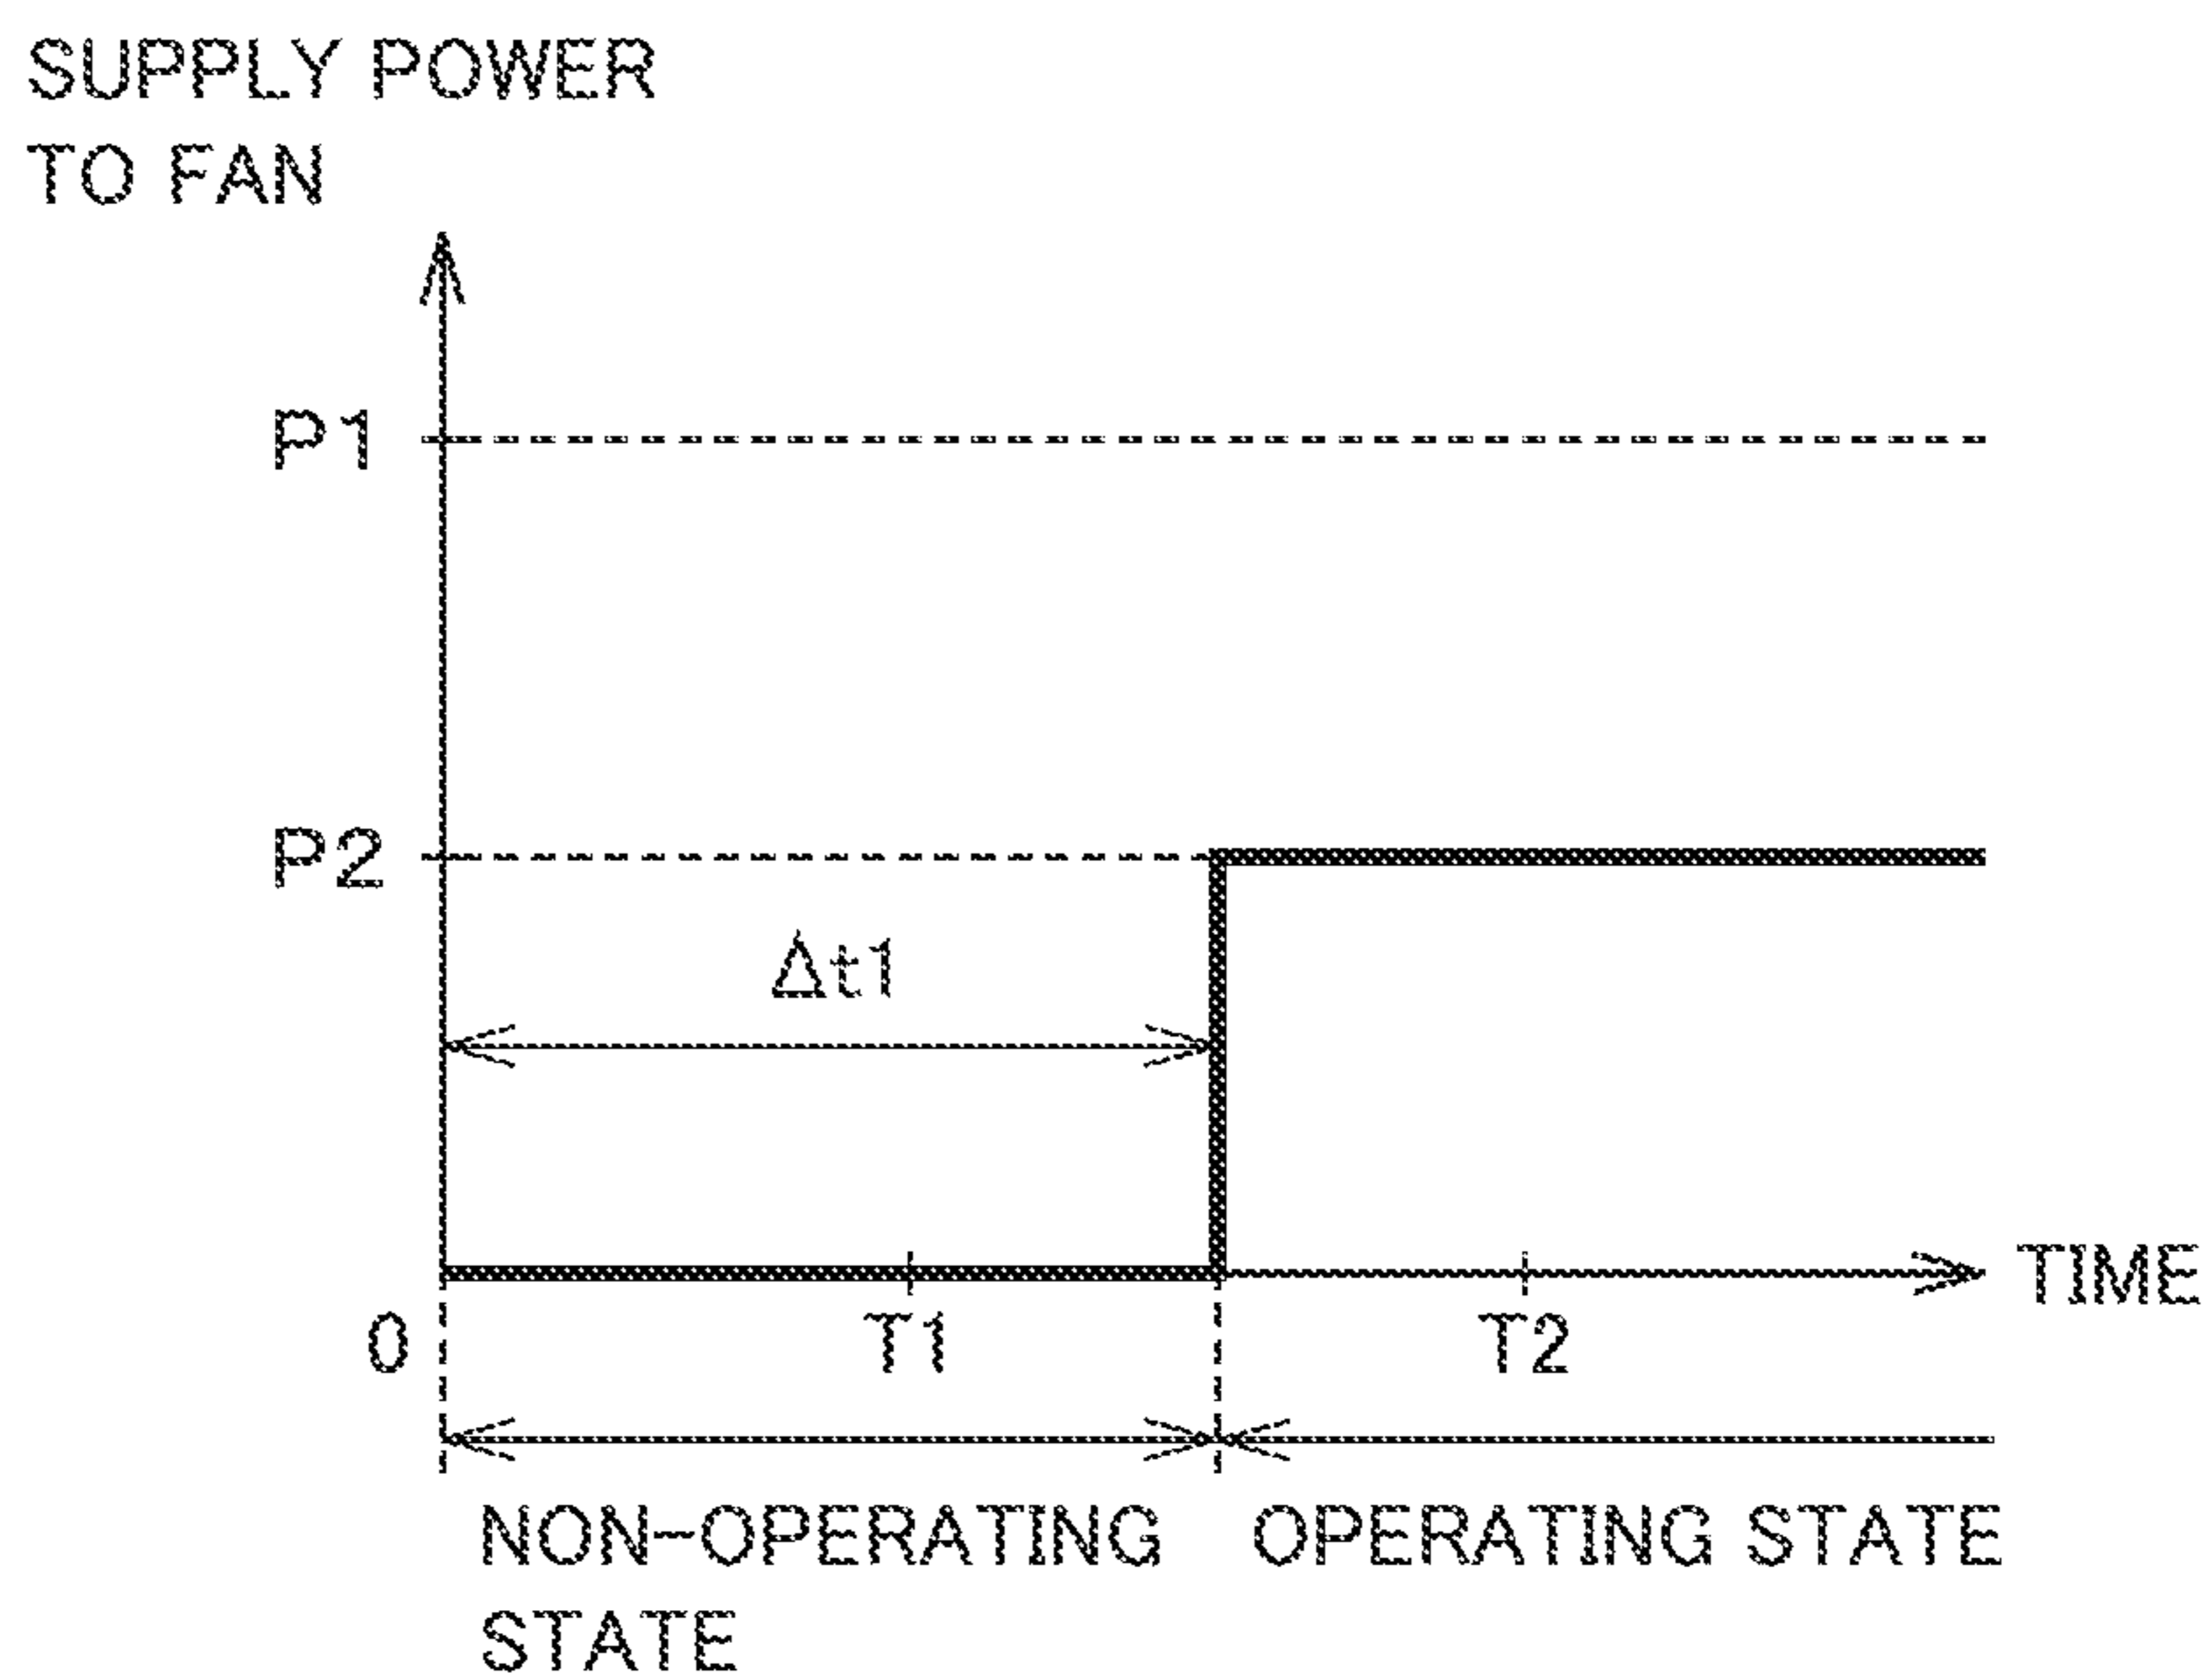 SUPPLY POWER
TO FAN
P1
P2
Δt1
TIME
0
T1
T2
NON-OPERATING
STATE
OPERATING STATE